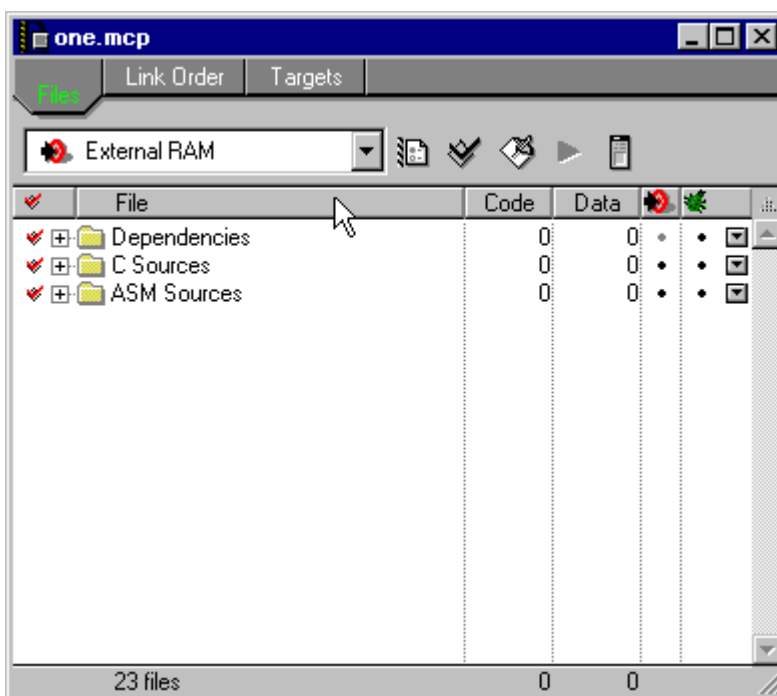 one.mcp
Files Link Order Targets
External RAM
File Code Data
Dependencies 0 0
C Sources 0 0
ASM Sources 0 0
23 files 0 0